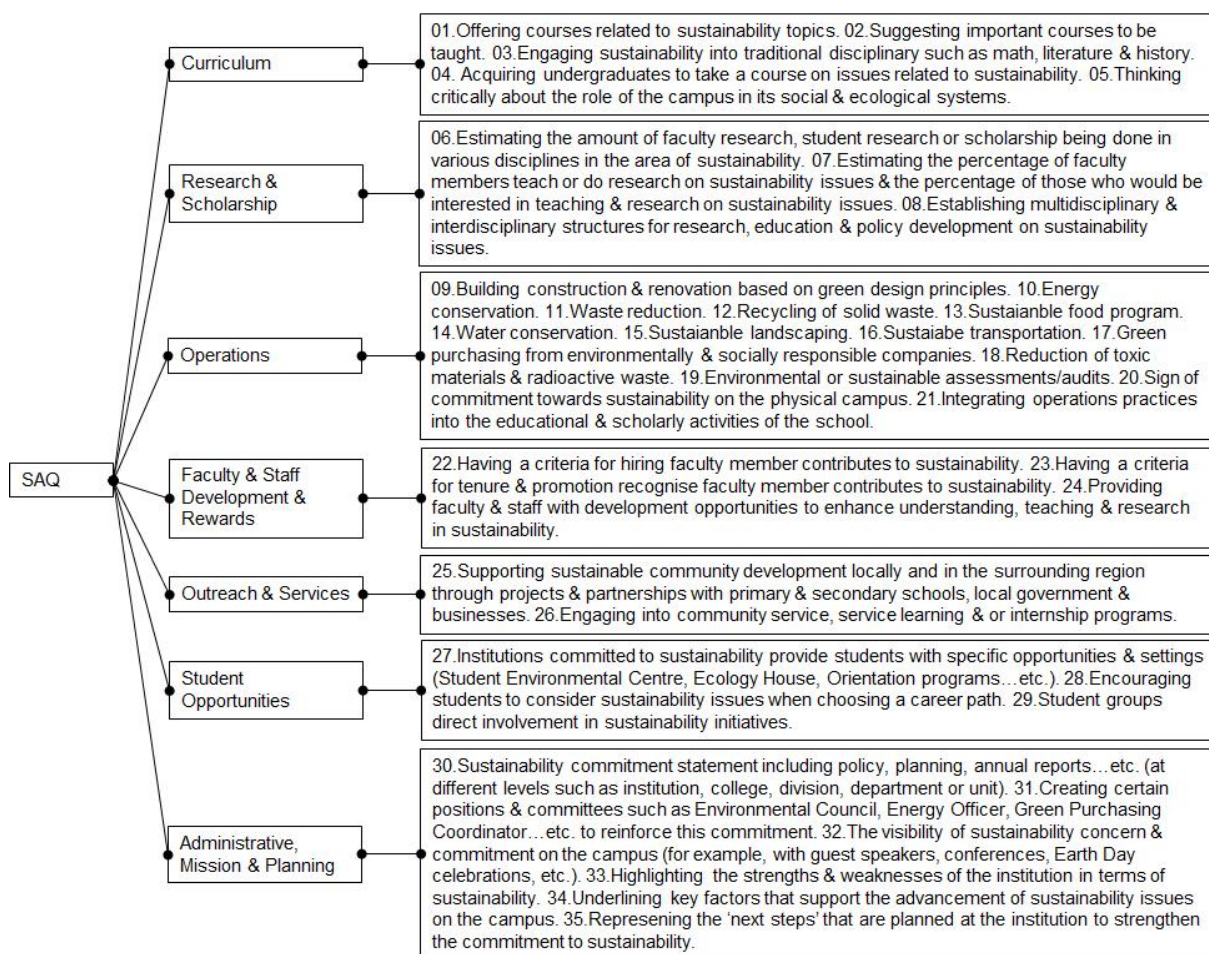 01.Offering courses related to sustainability topics. 02.Suggesting important courses to be
taught. 03.Engaging sustainability into traditional disciplinary such as math, literature & history.
04. Acquiring undergraduates to take a course on issues related to sustainability. 05.Thinking
critically about the role of the campus in its social & ecological systems.
Curriculum
06.Estimating the amount of faculty research, student research or scholarship being done in
various disciplines in the area of sustainability. 07.Estimating the percentage of faculty
members teach or do research on sustainability issues & the percentage of those who would be
interested in teaching & research on sustainability issues. 08.Establishing multidisciplinary &
interdisciplinary structures for research, education & policy development on sustainability
issues.
Research &
Scholarship
09.Building construction & renovation based on green design principles. 10.Energy
conservation. 11.Waste reduction. 12.Recycling of solid waste. 13.Sustaianble food program.
14.Water conservation. 15.Sustaianble landscaping. 16.Sustaiabe transportation. 17.Green
purchasing from environmentally & socially responsible companies. 18.Reduction of toxic
materials & radioactive waste. 19.Environmental or sustainable assessments/audits. 20.Sign of
commitment towards sustainability on the physical campus. 21.Integrating operations practices
into the educational & scholarly activities of the school.
Operations
SAQ
Faculty & Staff
Development &
Rewards
22.Having a criteria for hiring faculty member contributes to sustainability. 23.Having a criteria
for tenure & promotion recognise faculty member contributes to sustainability. 24.Providing
faculty & staff with development opportunities to enhance understanding, teaching & research
in sustainability.
Outreach & Services
25.Supporting sustainable community development locally and in the surrounding region
through projects & partnerships with primary & secondary schools, local government &
businesses. 26.Engaging into community service, service learning & or internship programs.
Student
Opportunities
27.Institutions committed to sustainability provide students with specific opportunities & settings
(Student Environmental Centre, Ecology House, Orientation programs…etc.). 28.Encouraging
students to consider sustainability issues when choosing a career path. 29.Student groups
direct involvement in sustainability initiatives.
Administrative,
Mission & Planning
30.Sustainability commitment statement including policy, planning, annual reports…etc. (at
different levels such as institution, college, division, department or unit). 31.Creating certain
positions & committees such as Environmental Council, Energy Officer, Green Purchasing
Coordinator…etc. to reinforce this commitment. 32.The visibility of sustainability concern &
commitment on the campus (for example, with guest speakers, conferences, Earth Day
celebrations, etc.). 33.Highlighting the strengths & weaknesses of the institution in terms of
sustainability. 34.Underlining key factors that support the advancement of sustainability issues
on the campus. 35.Represening the ‘next steps’ that are planned at the institution to strengthen
the commitment to sustainability.